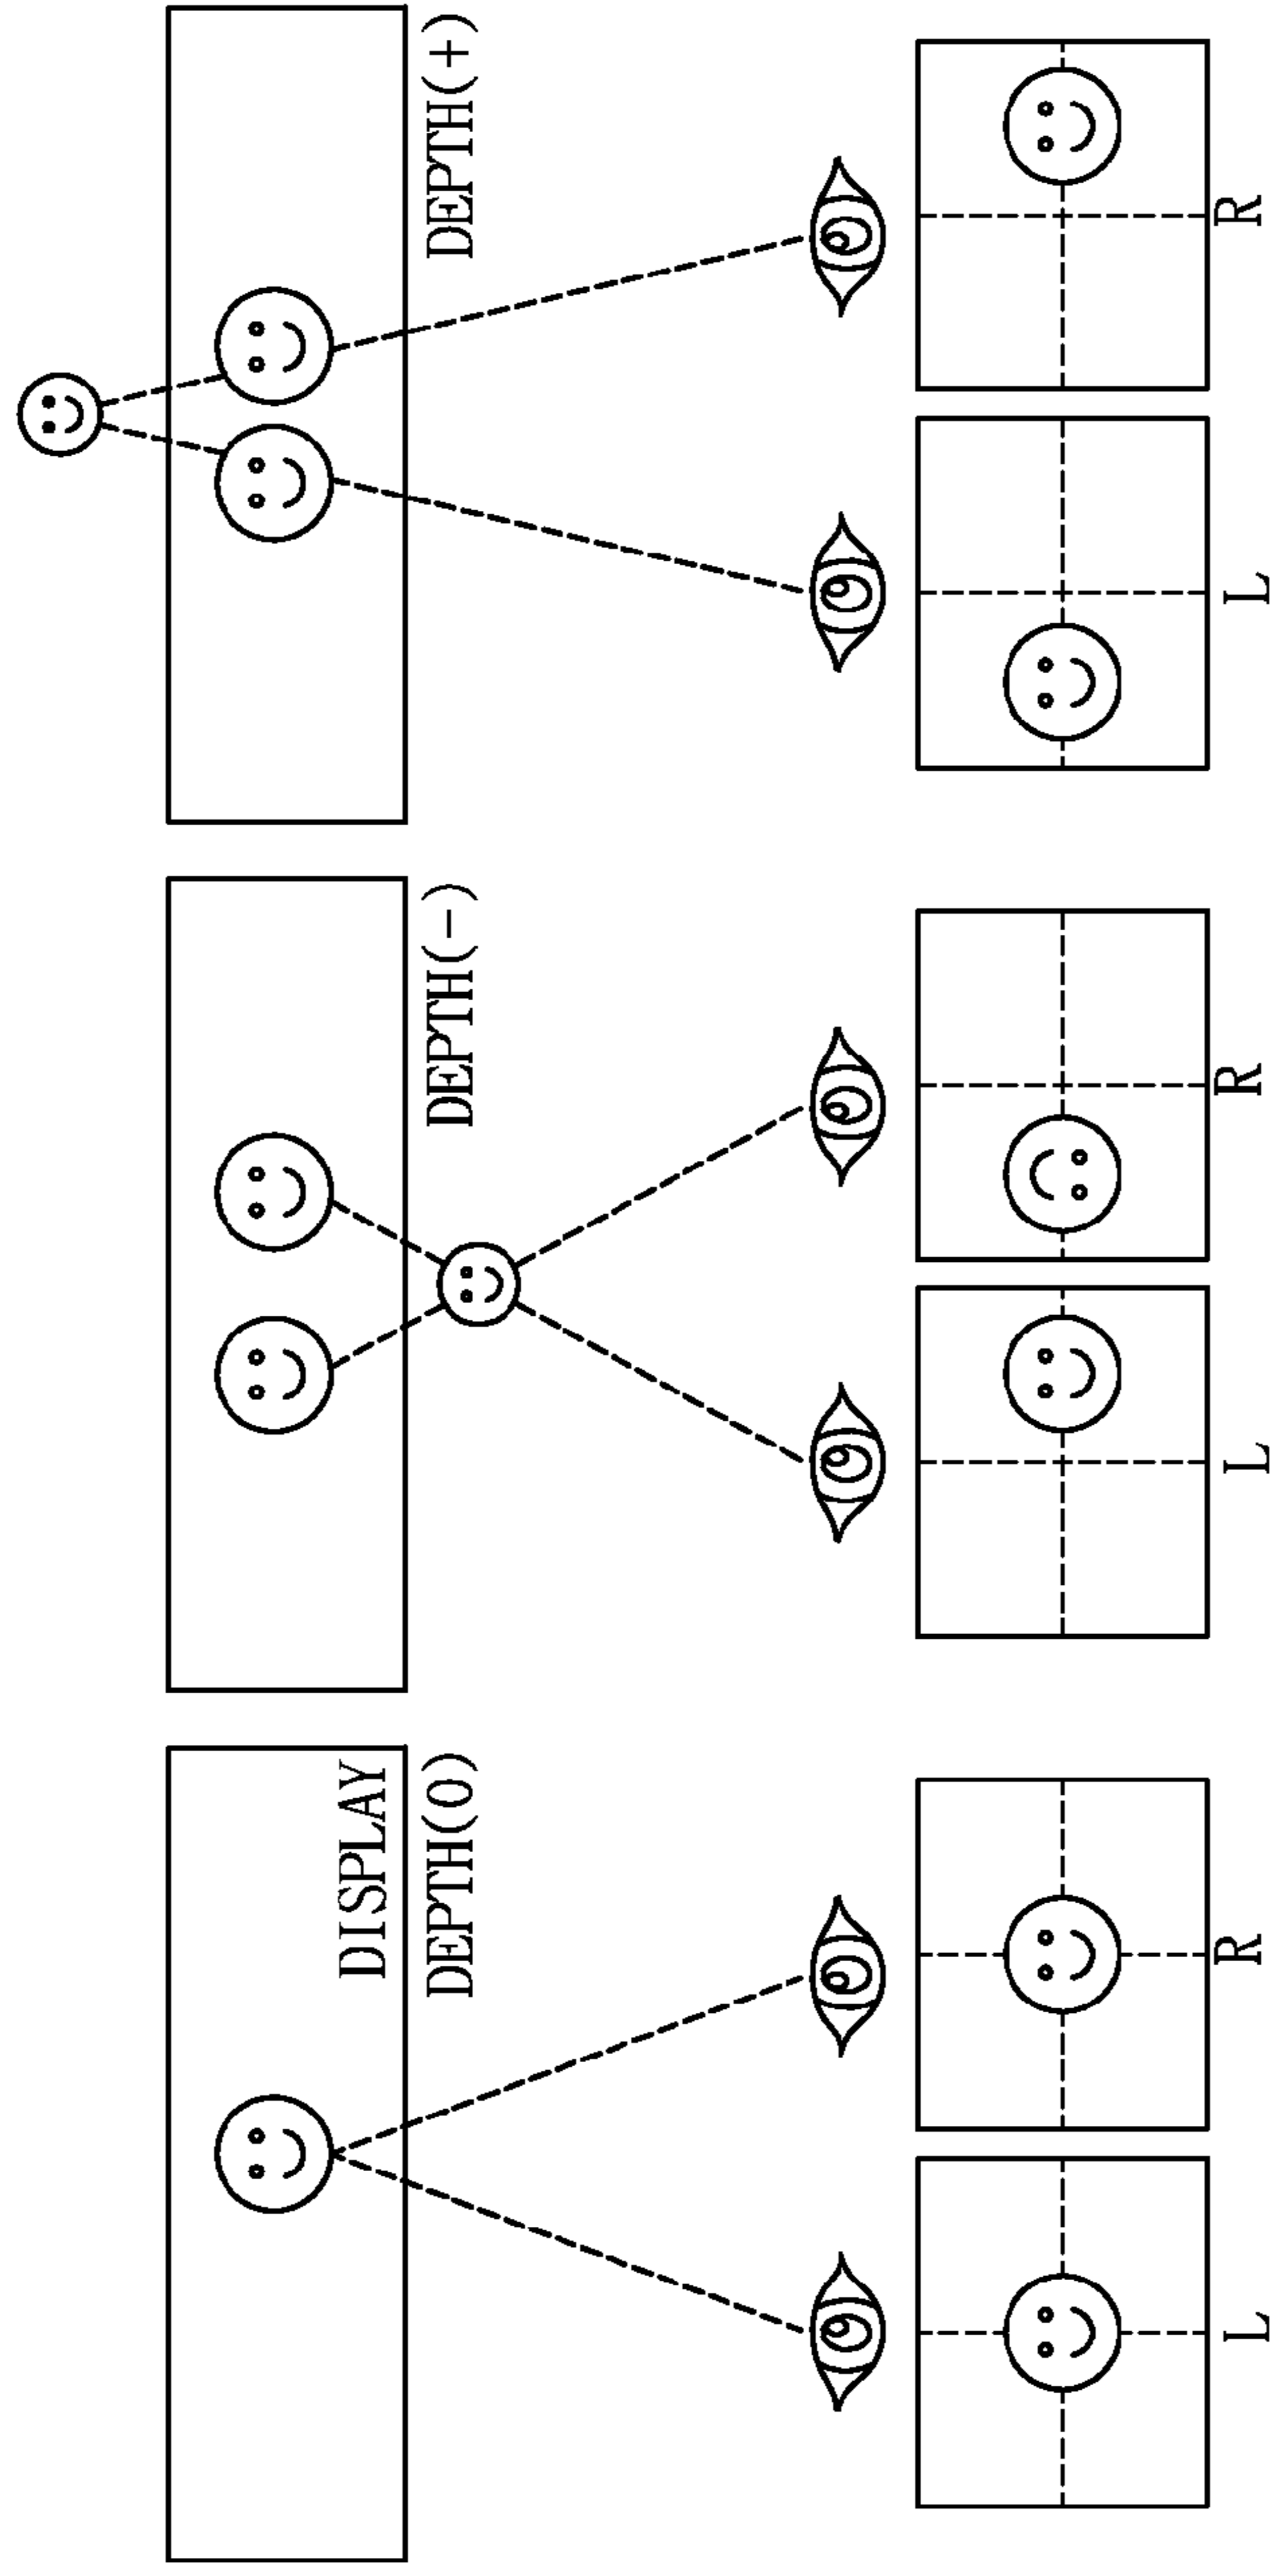 DISPLAY
DEPTH(0)
L
R
DEPTH(-)
L
R
DEPTH(+)
L
R